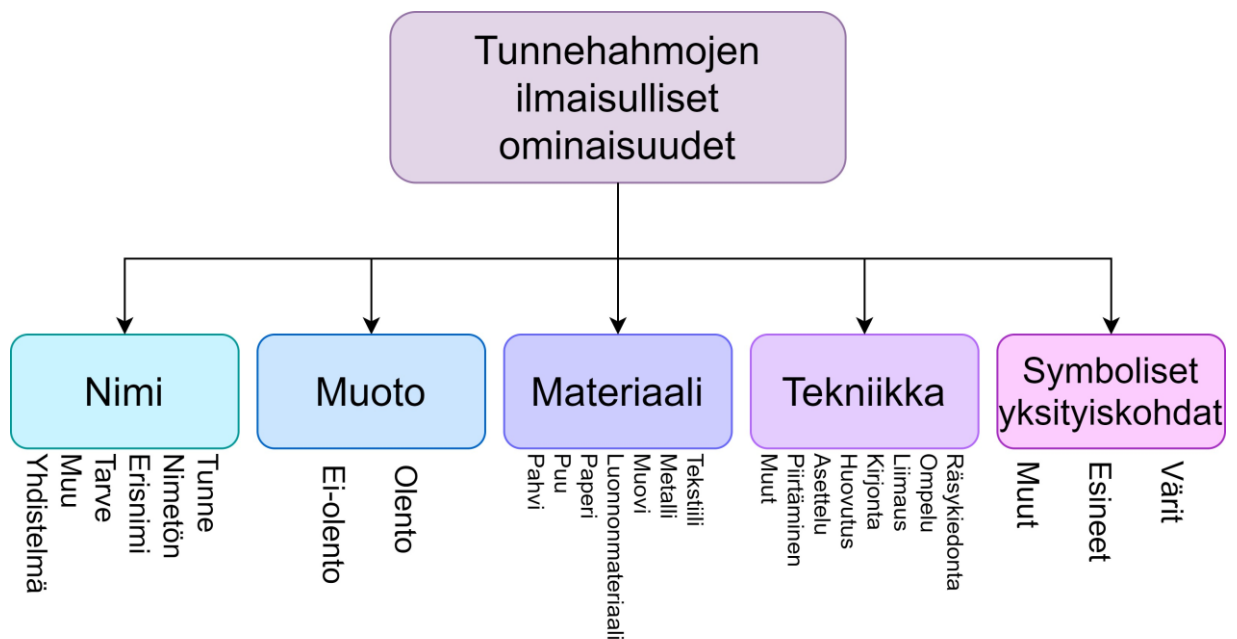 Tunnehahmojen
ilmaisulliset
ominaisuudet
Nimi
Muoto
Materiaali
Tekniikka
Symboliset
yksityiskohdat
Tunne
Nimetön
Erisnimi
Tarve
Muu
Yhdistelmä
Olento
Ei-olento
Tekstiili
Metalli
Muovi
Luonnonmateriaali
Paperi
Puu
Pahvi
Räsykiedonta
Ompelu
Liimaus
Kirjonta
Huovutus
Asettelu
Piirtäminen
Muut
Värit
Esineet
Muut